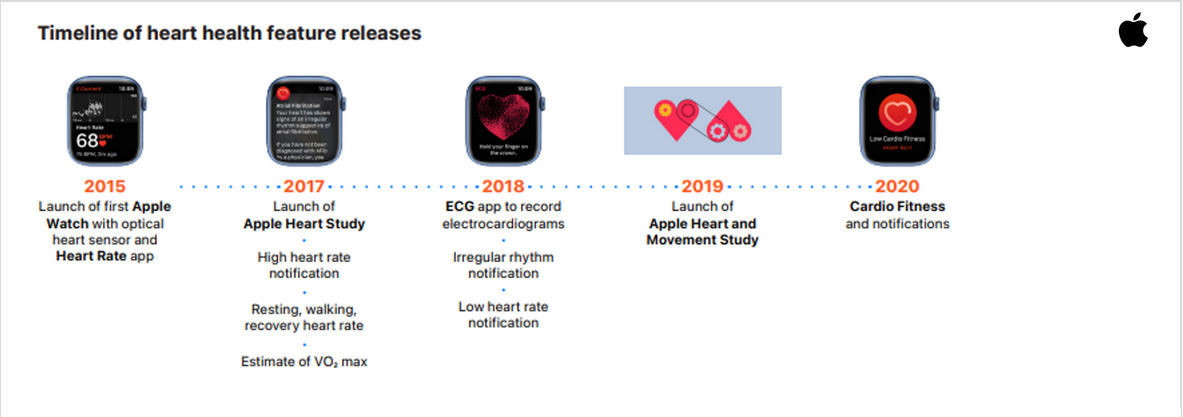 Timeline of heart health feature releases
Current 10:09
Heart Rate
68 BPM
ECG 10:09
Hold your finger on
the crown.
10:09
Atrial Fibrillation
Your heart has shown
signs of an irregular
rhythm suggestive of
atrial fibrillation.
If you have not been
diagnosed with AFib
by a physician, you
Low Cardio Fitness
HEART RATE
2015
Launch of first Apple
Watch with optical
heart sensor and
Heart Rate app
2017
Launch of
Apple Heart Study
High heart rate
notification
Resting, walking,
recovery heart rate
Estimate of VO₂ max
2018
ECG app to record
electrocardiograms
Irregular rhythm
notification
Low heart rate
notification
2019
Launch of
Apple Heart and
Movement Study
2020
Cardio Fitness
and notifications